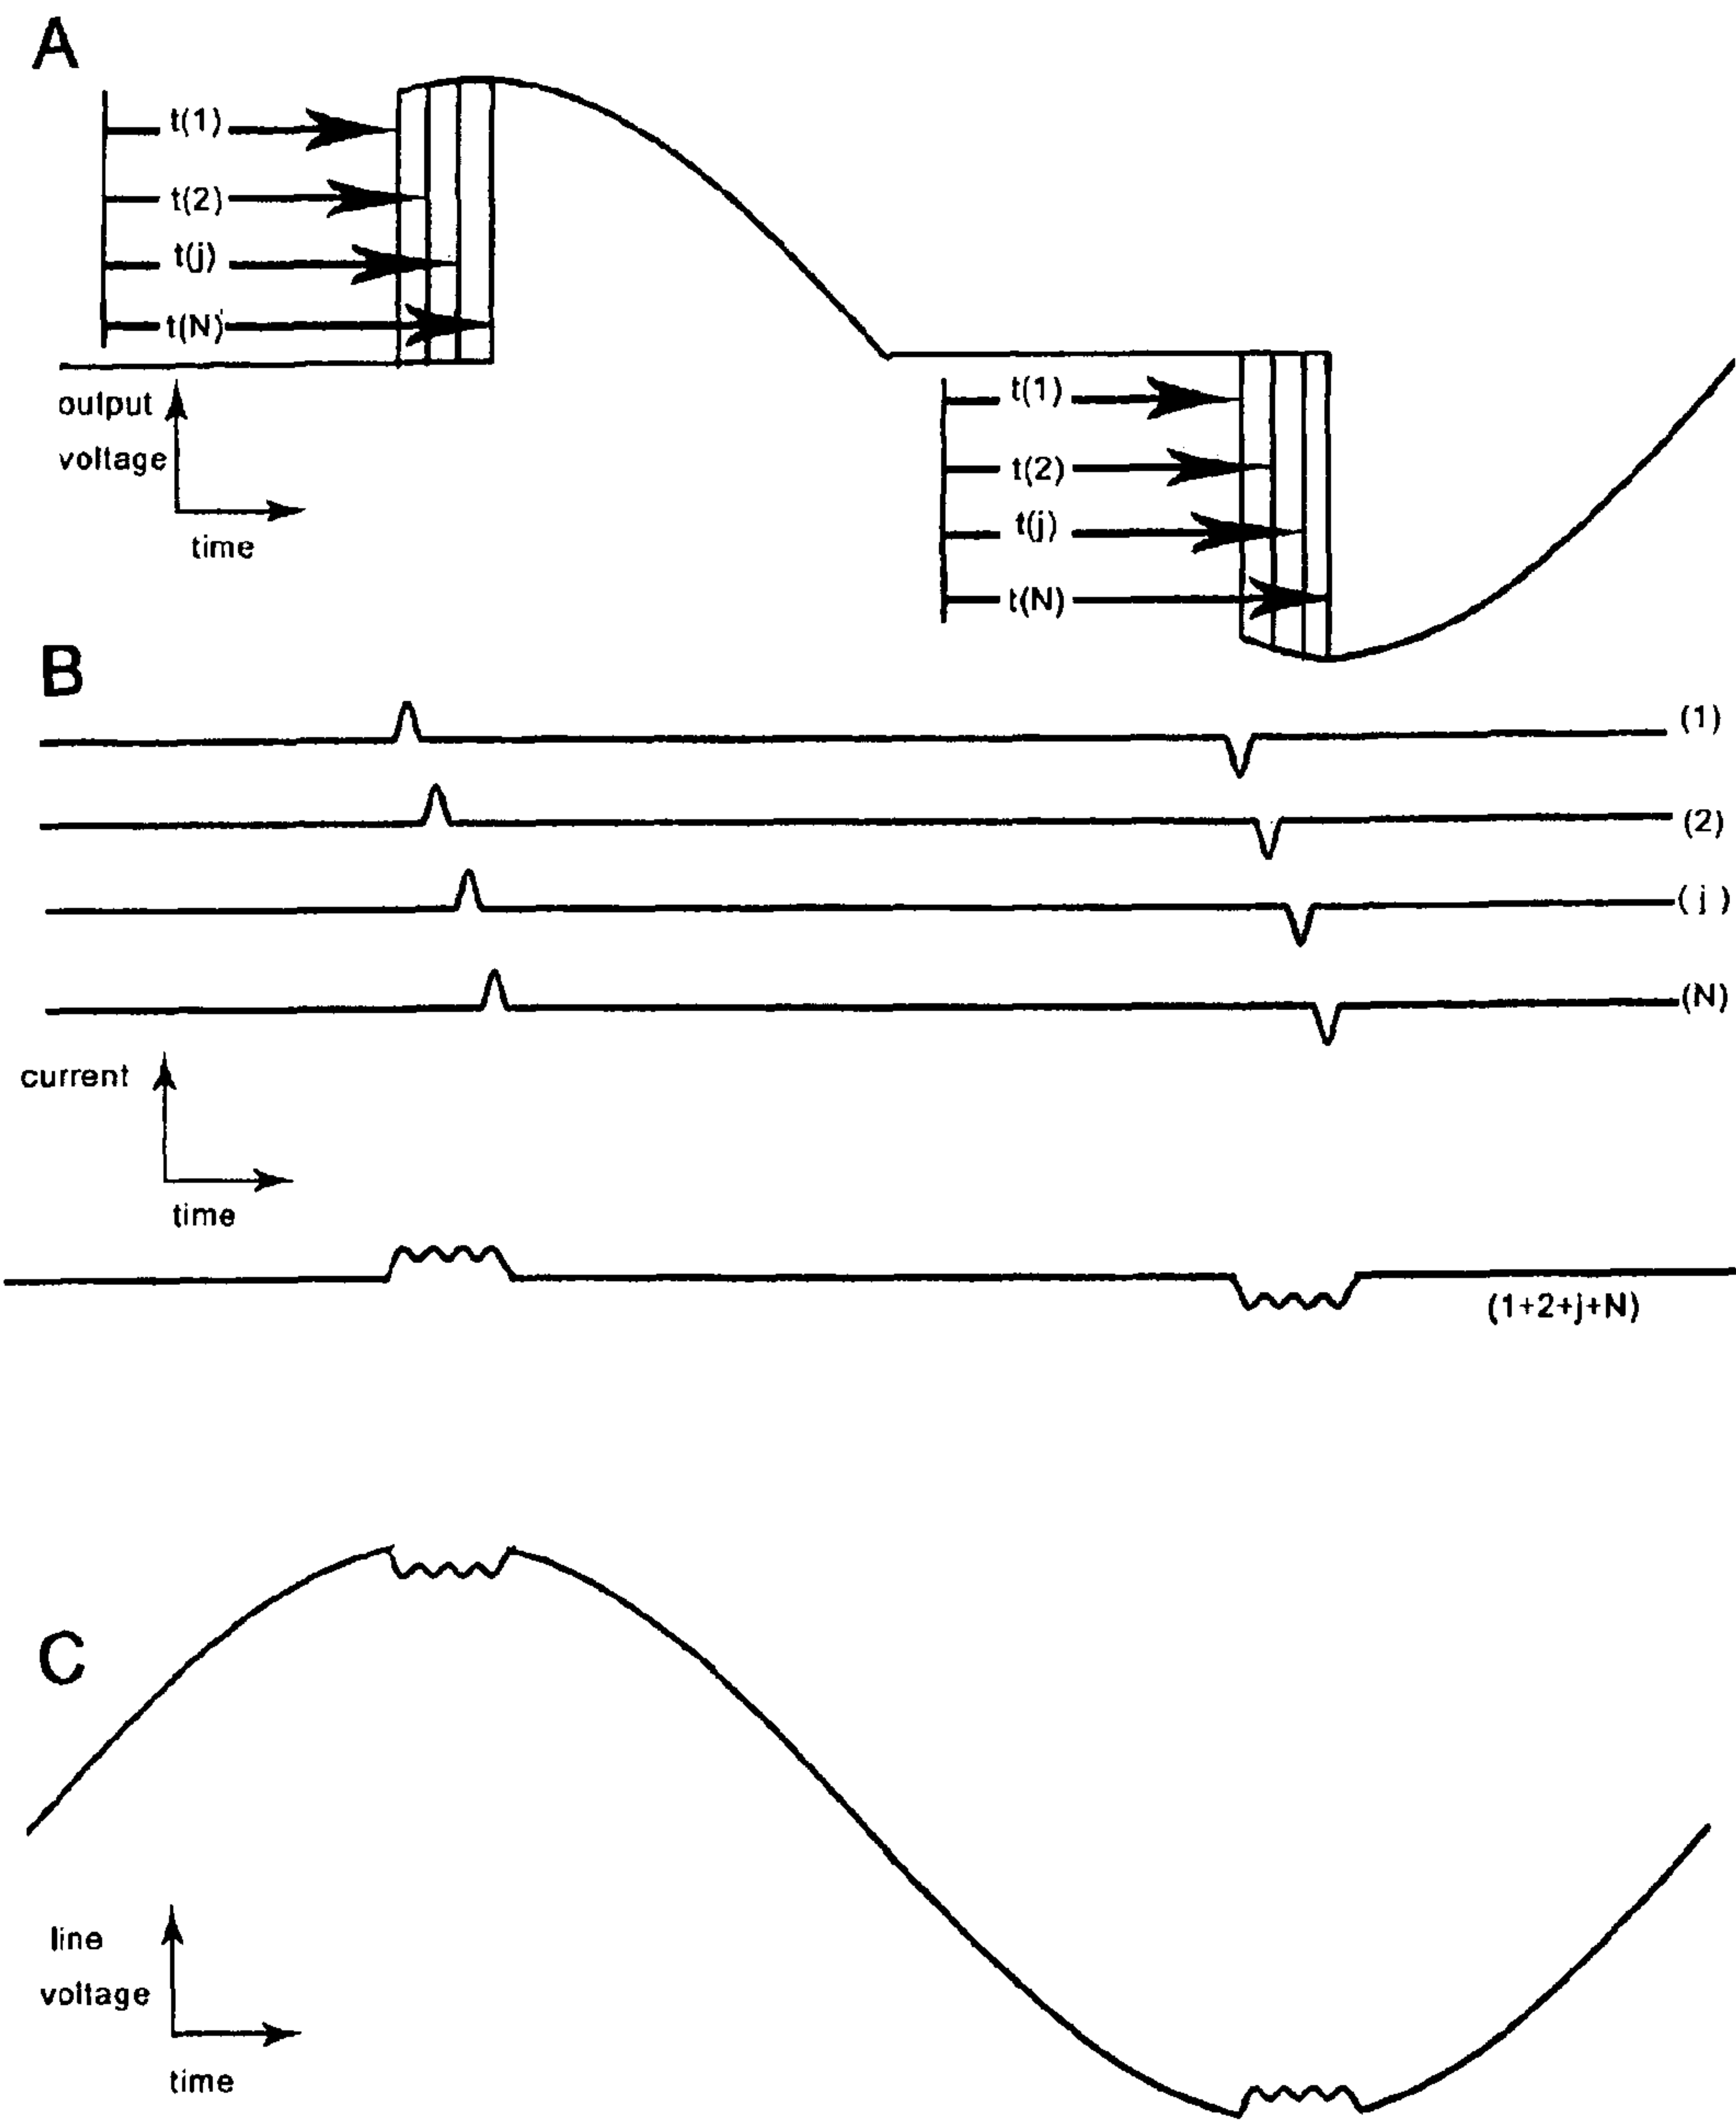 A
t(1)
t(2)
t(j)
t(N)
output
voltage
time
t(1)
t(2)
t(j)
t(N)
B
(1)
(2)
(j)
(N)
current
time
(1+2+j+N)
C
line
voltage
time